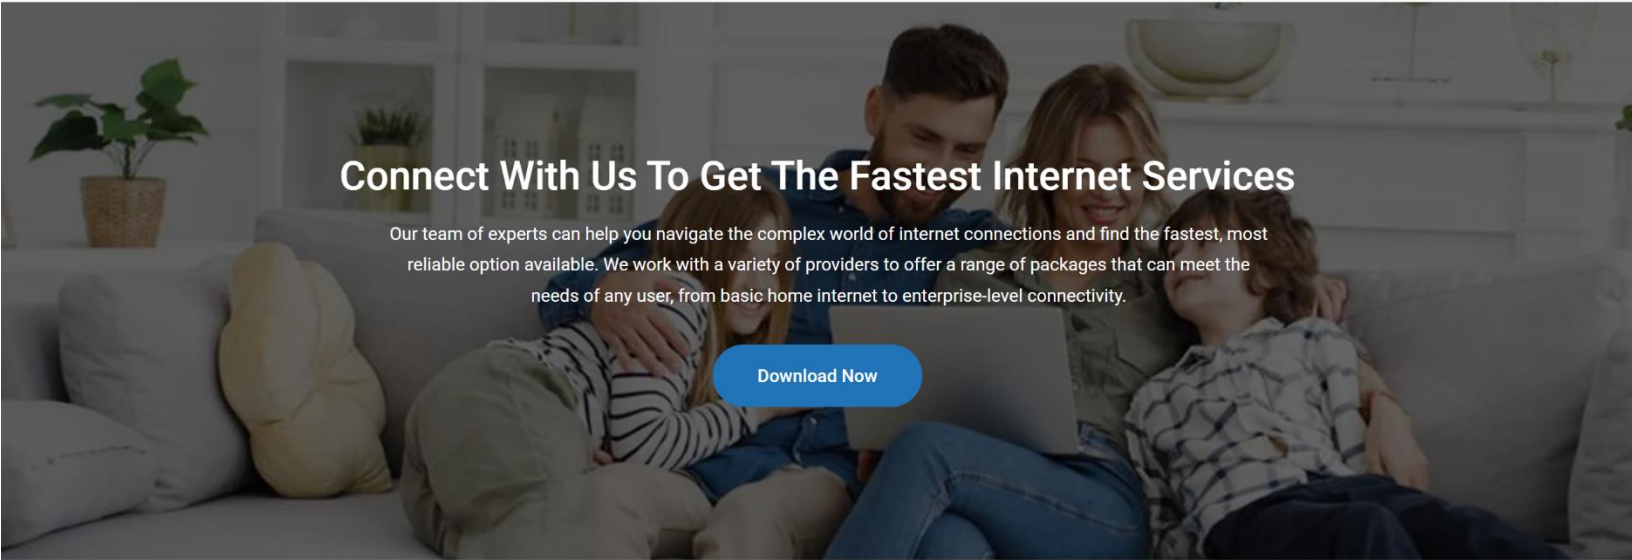 Connect With Us To Get The Fastest Internet Services
Our team of experts can help you navigate the complex world of internet connections and find the fastest, most
reliable option available. We work with a variety of providers to offer a range of packages that can meet the
needs of any user, from basic home internet to enterprise-level connectivity.
Download Now